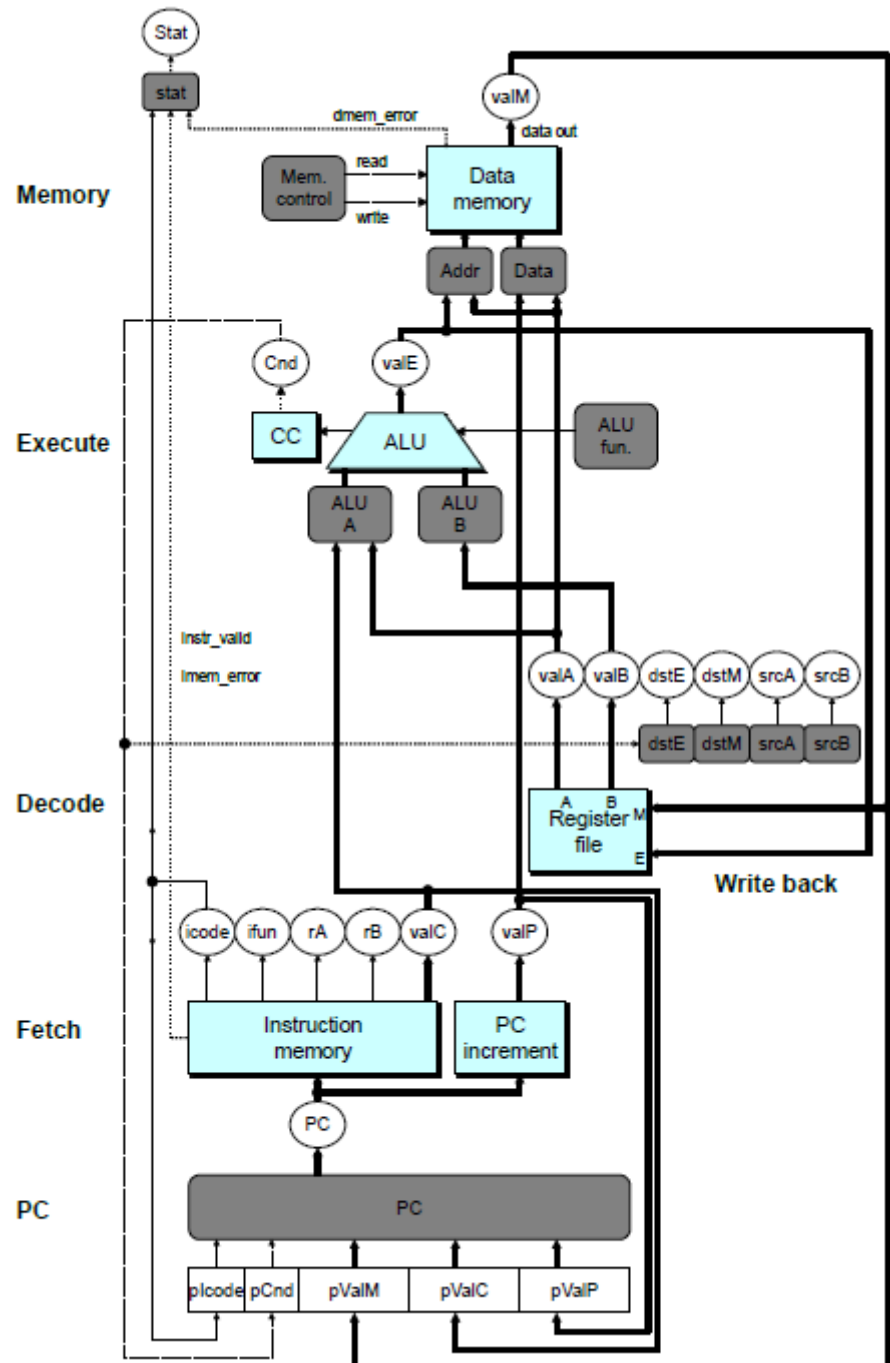 Stat
stat
valM
dmem_error
data out
read
Mem.
control
Data
memory
Memory
write
Addr
Data
Cnd
valE
CC
ALU
ALU
fun.
Execute
ALU
A
ALU
B
instr_valid
imem_error
valA
valB
dstE
dstM
srcA
srcB
dstE
dstM
srcA
srcB
Decode
A
B
M
Register
file
E
Write back
icode
ifun
rA
rB
valC
valP
Fetch
Instruction
memory
PC
increment
PC
PC
PC
pIcode
pCnd
pValM
pValC
pValP